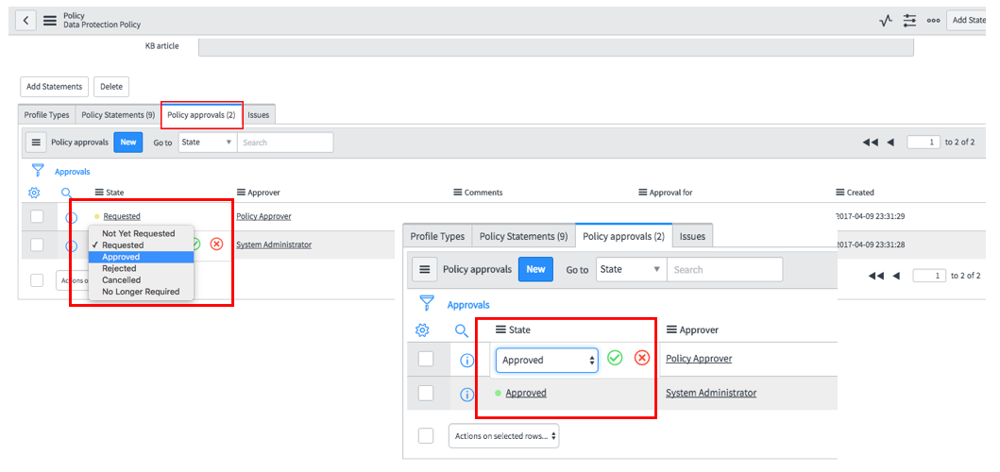 Policy
Data Protection Policy
Add State
KB article
Add Statements Delete
Profile Types Policy Statements (9) Policy approvals (2) Issues
Policy approvals New Go to State Search 1 to 2 of 2
Approvals
State Approver Comments Approval for Created
Requested Policy Approver 2017-04-09 23:31:29
Not Yet Requested
Requested
Approved
Rejected
Cancelled
No Longer Required
System Administrator 2017-04-09 23:31:28
Actions o
1 to 2 of 2
Profile Types Policy Statements (9) Policy approvals (2) Issues
Policy approvals New Go to State Search
Approvals
State Approver
Approved Policy Approver
Approved System Administrator
Actions on selected rows...